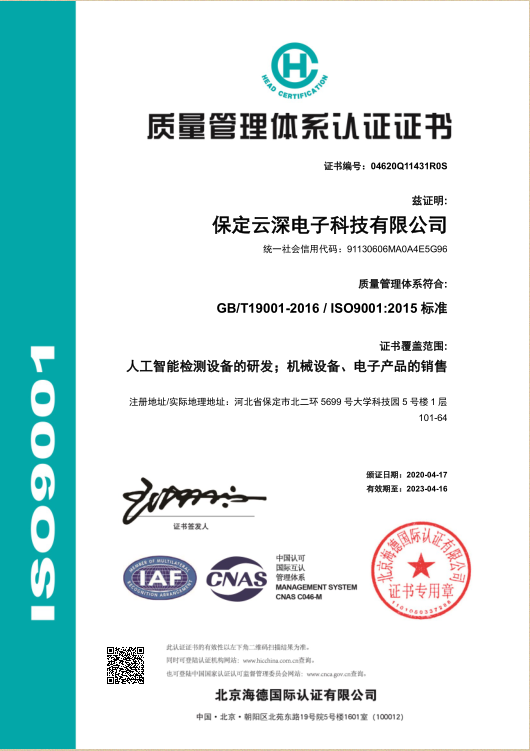 HEAD CERTIFICATION
质量管理体系认证证书
证书编号：04620Q11431R0S
兹证明:
保定云深电子科技有限公司
统一社会信用代码：91130606MA0A4E5G96
质量管理体系符合:
GB/T19001-2016 / ISO9001:2015 标准
证书覆盖范围:
人工智能检测设备的研发；机械设备、电子产品的销售
注册地址/实际地理地址：河北省保定市北二环 5699 号大学科技园 5 号楼 1 层
101-64
颁证日期：2020-04-17
有效期至：2023-04-16
证书签发人
ISO9001
MEMBER OF MULTILATERAL
IAF
RECOGNITION ARRANGEMENT
CNAS
中国认可
国际互认
管理体系
MANAGEMENT SYSTEM
CNAS C046-M
北京海德国际认证有限公司
证书专用章
此认证证书的有效性以左下角二维码扫描结果为准。
同时可登陆认证机构网站：www.hicchina.com.cn查询。
也可登陆中国国家认证认可监督管理委员会网站：www.cnca.gov.cn查询。
北京海德国际认证有限公司
中国・北京・朝阳区北苑东路19号院5号楼1601室（100012）